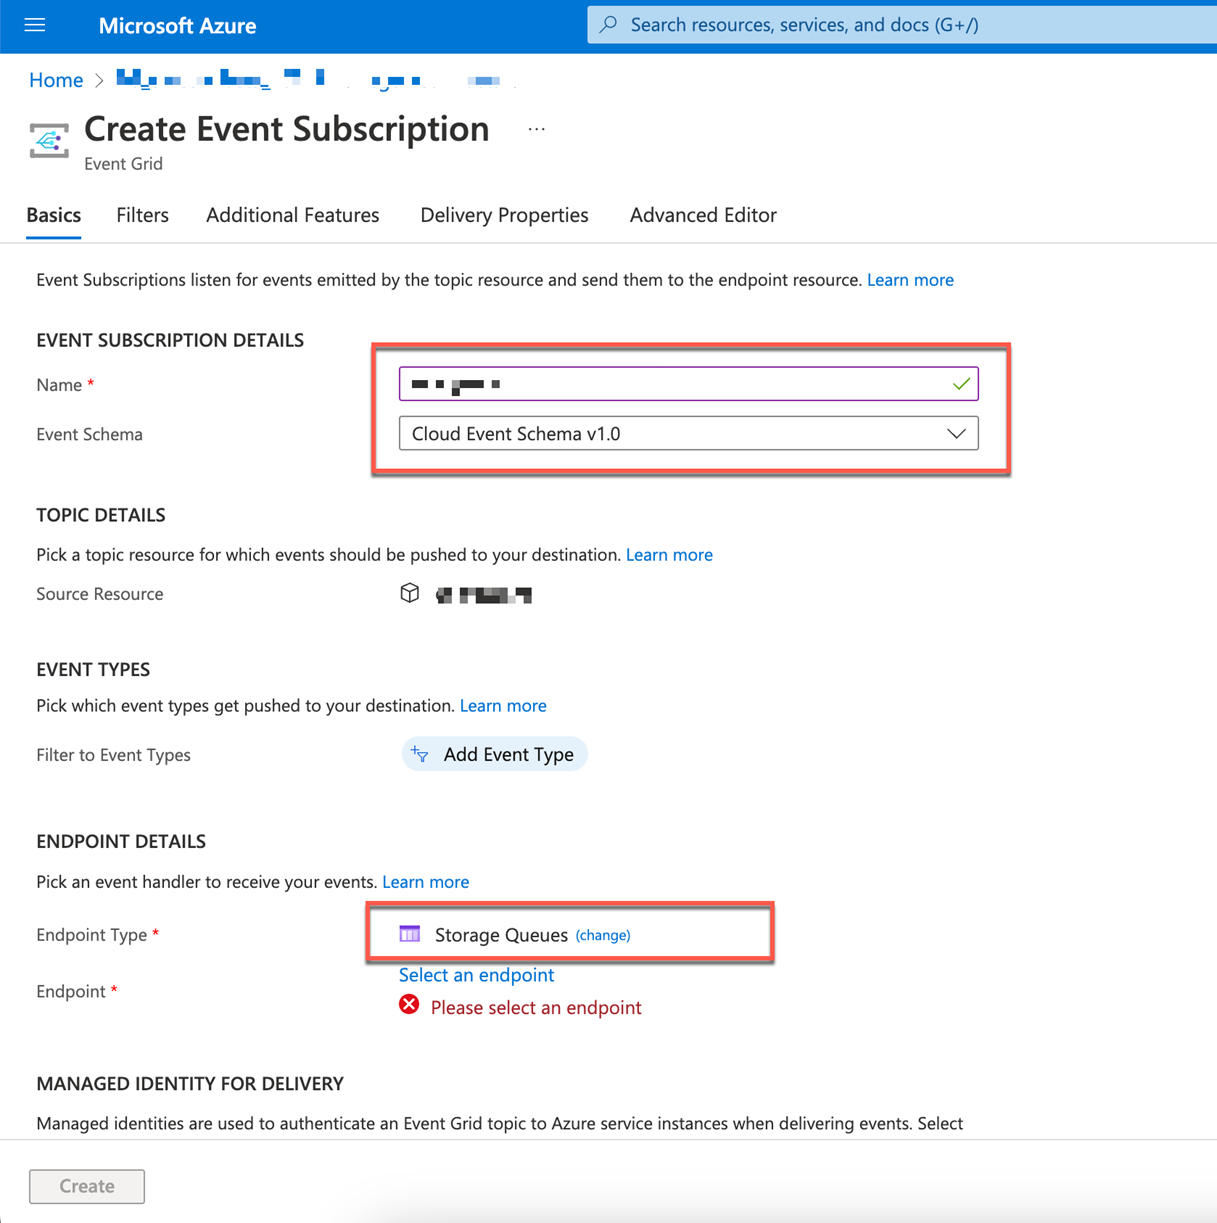 Microsoft Azure
Search resources, services, and docs (G+/)
Home >
Create Event Subscription ...
Event Grid
Basics Filters Additional Features Delivery Properties Advanced Editor
Event Subscriptions listen for events emitted by the topic resource and send them to the endpoint resource. Learn more
EVENT SUBSCRIPTION DETAILS
Name *
Event Schema Cloud Event Schema v1.0
TOPIC DETAILS
Pick a topic resource for which events should be pushed to your destination. Learn more
Source Resource
EVENT TYPES
Pick which event types get pushed to your destination. Learn more
Filter to Event Types Add Event Type
ENDPOINT DETAILS
Pick an event handler to receive your events. Learn more
Endpoint Type * Storage Queues (change)
Select an endpoint
Endpoint *
Please select an endpoint
MANAGED IDENTITY FOR DELIVERY
Managed identities are used to authenticate an Event Grid topic to Azure service instances when delivering events. Select
Create